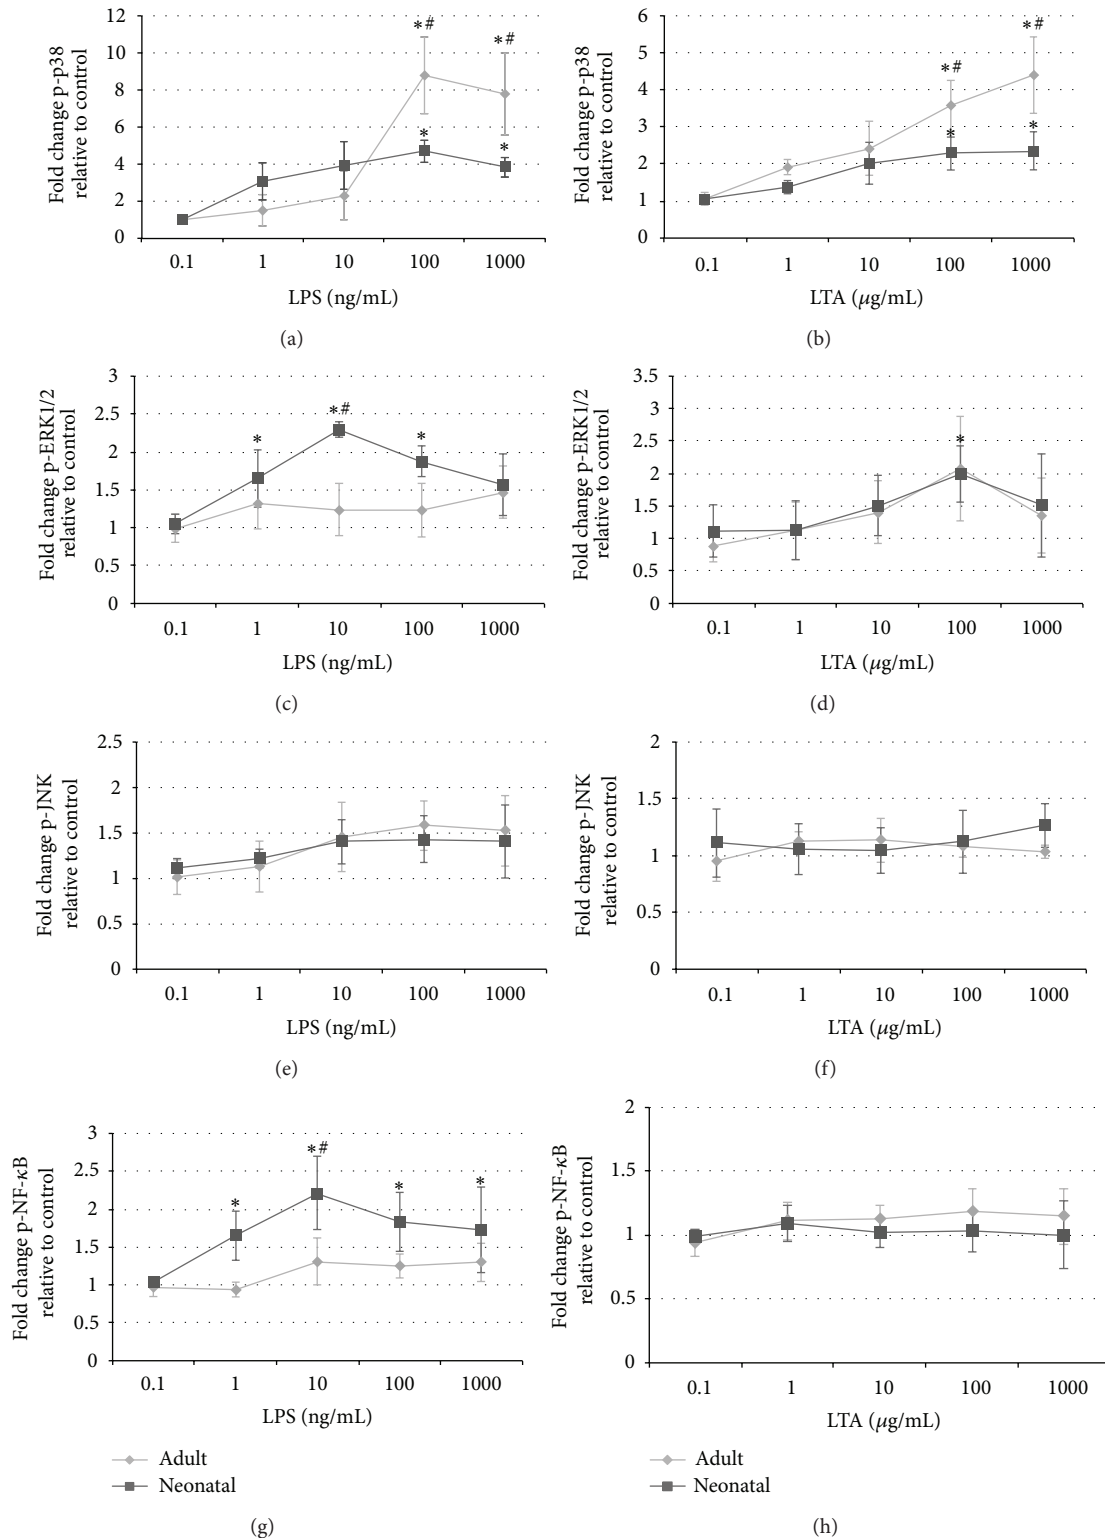 Fold change p-p38
relative to control
12
10
8
6
4
2
0
*#
*#
*
*
0.1 1 10 100 1000
LPS (ng/mL)
(a)
Fold change p-p38
relative to control
6
5
4
3
2
1
0
*#
*#
*
*
0.1 1 10 100 1000
LTA (μg/mL)
(b)
Fold change p-ERK1/2
relative to control
3
2.5
2
1.5
1
0.5
0
*
*#
*
0.1 1 10 100 1000
LPS (ng/mL)
(c)
Fold change p-ERK1/2
relative to control
3.5
3
2.5
2
1.5
1
0.5
0
*
0.1 1 10 100 1000
LTA (μg/mL)
(d)
Fold change p-JNK
relative to control
2.5
2
1.5
1
0.5
0
0.1 1 10 100 1000
LPS (ng/mL)
(e)
Fold change p-JNK
relative to control
2
1.5
1
0.5
0
0.1 1 10 100 1000
LTA (μg/mL)
(f)
Fold change p-NF-κB
relative to control
3
2.5
2
1.5
1
0.5
0
*
*#
*
*
0.1 1 10 100 1000
LPS (ng/mL)
Adult
Neonatal
(g)
Fold change p-NF-κB
relative to control
2
1.5
1
0.5
0
0.1 1 10 100 1000
LTA (μg/mL)
Adult
Neonatal
(h)